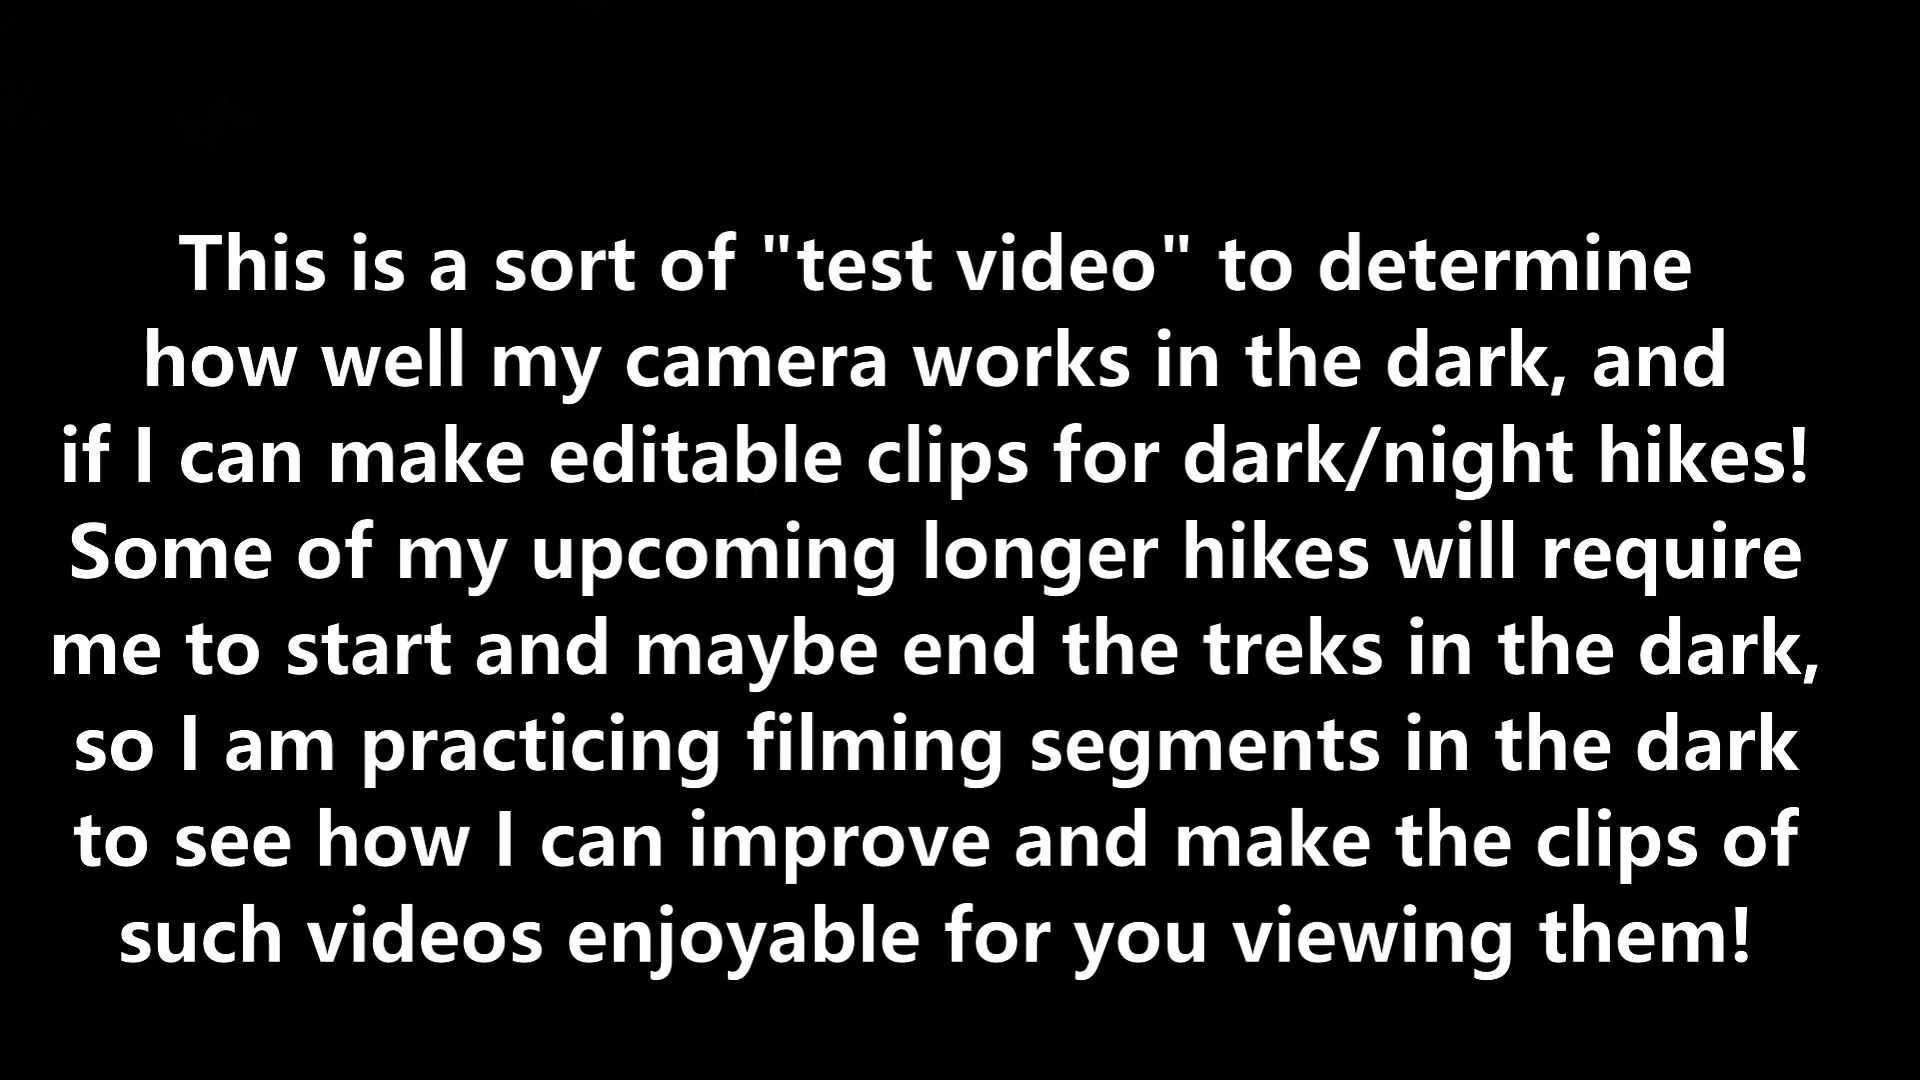 This is a sort of "test video" to determine
how well my camera works in the dark, and
if I can make editable clips for dark/night hikes!
Some of my upcoming longer hikes will require
me to start and maybe end the treks in the dark,
so I am practicing filming segments in the dark
to see how I can improve and make the clips of
such videos enjoyable for you viewing them!